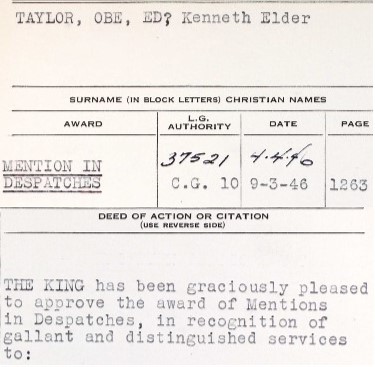 TAYLOR, OBE, ED? Kenneth Elder
SURNAME (IN BLOCK LETTERS) CHRISTIAN NAMES
AWARD L.G. AUTHORITY DATE PAGE
37521 4.4.46
MENTION IN DESPATCHES C.G. 10 9-3-46 1263
DEED OF ACTION OR CITATION
(USE REVERSE SIDE)
THE KING has been graciously pleased
to approve the award of Mentions
in Despatches, in recognition of
gallant and distinguished services
to: